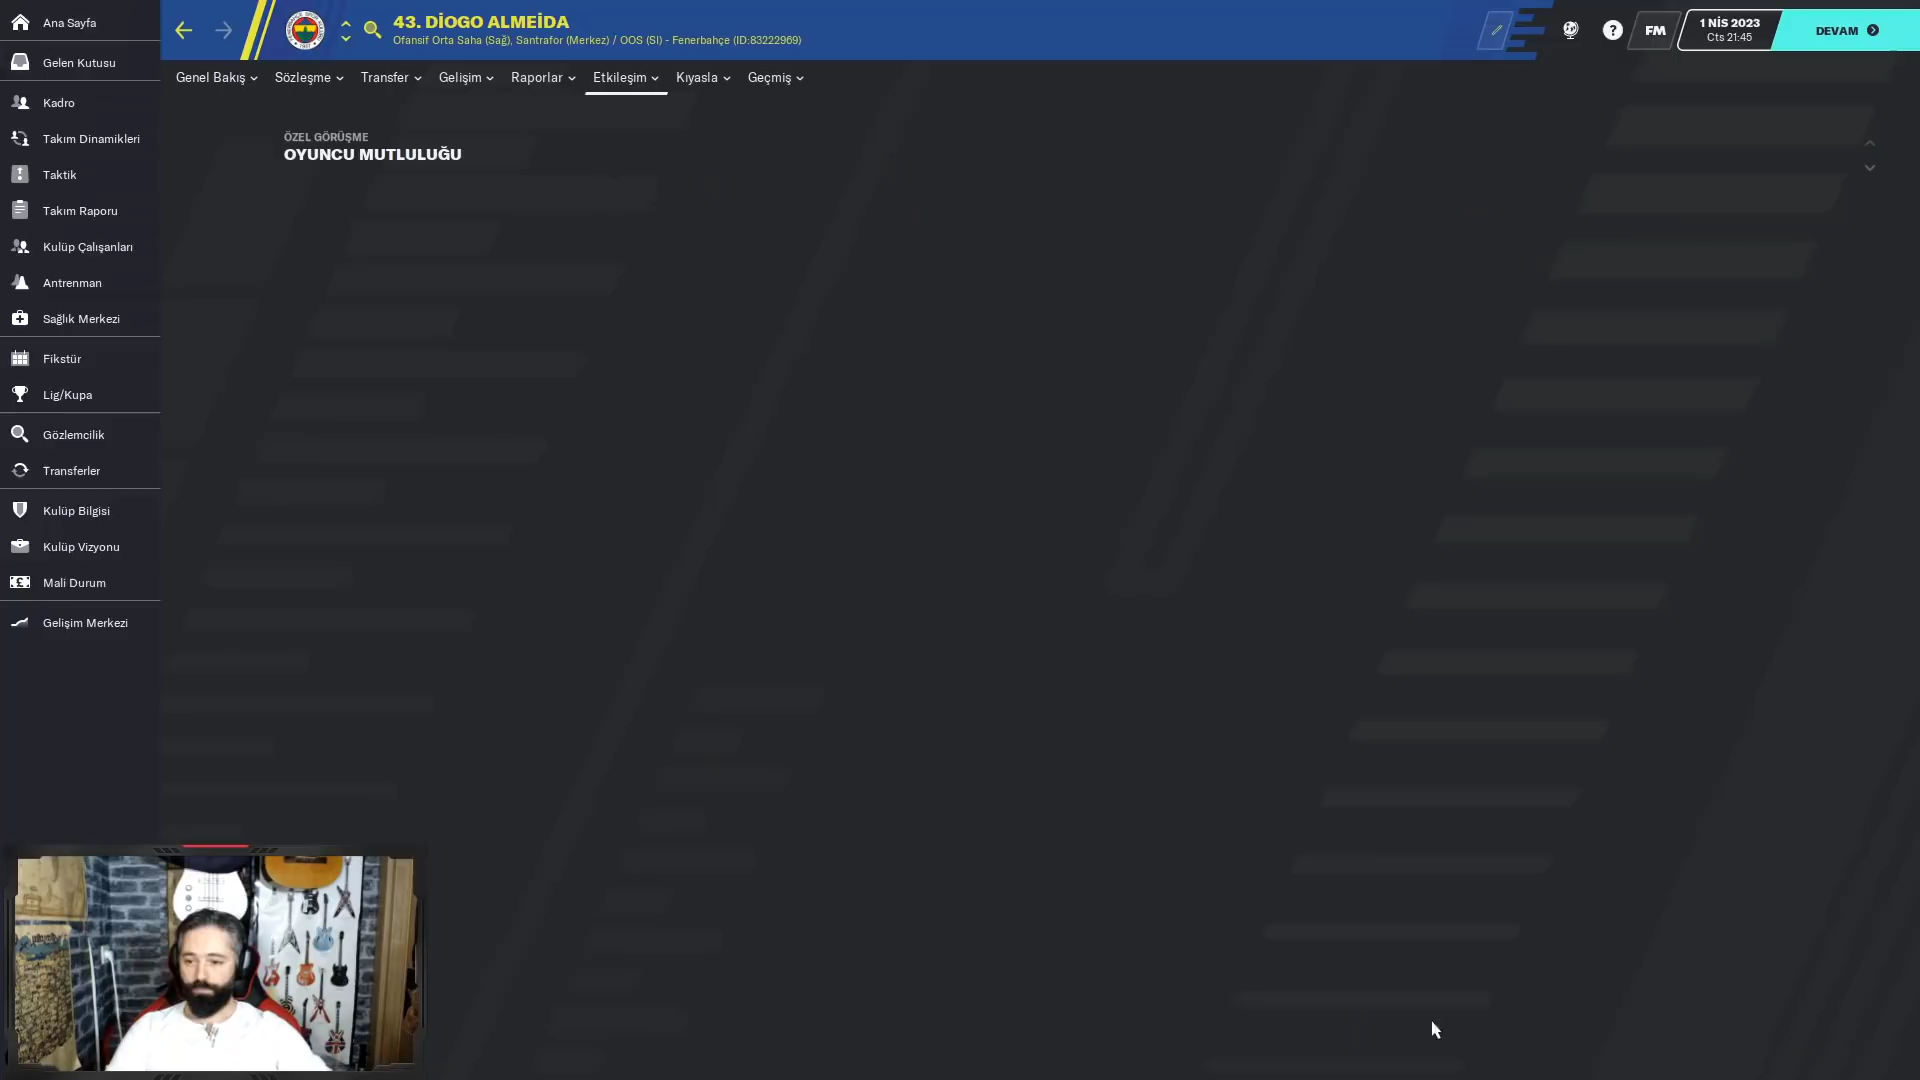 Ana Sayfa
Gelen Kutusu
Kadro
Takım Dinamikleri
Taktik
Takım Raporu
Kulüp Çalışanları
Antrenman
Sağlık Merkezi
Fikstür
Lig/Kupa
Gözlemcilik
Transferler
Kulüp Bilgisi
Kulüp Vizyonu
Mali Durum
Gelişim Merkezi
43. DİOGO ALMEİDA
Ofansif Orta Saha (Sağ), Santrafor (Merkez) / OOS (Sl) - Fenerbahçe (ID:83222969)
?
FM
1 NİS 2023
Cts 21:45
DEVAM
Genel Bakış
Sözleşme
Transfer
Gelişim
Raporlar
Etkileşim
Kıyasla
Geçmiş
ÖZEL GÖRÜŞME
OYUNCU MUTLULUĞU